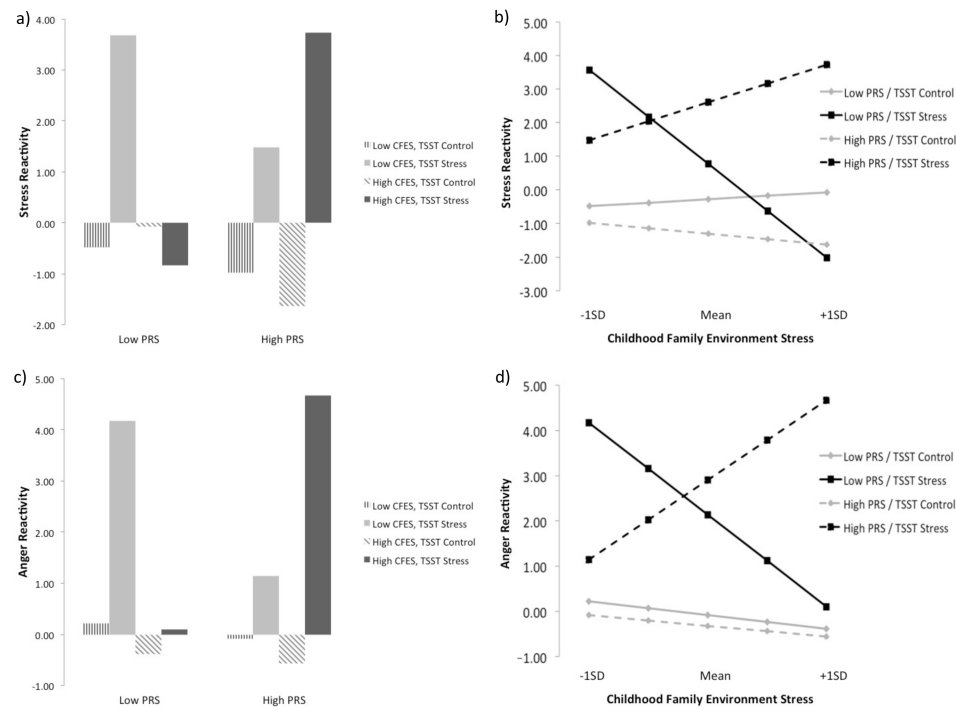 a)
4.00
3.00
2.00
1.00
0.00
-1.00
-2.00
Stress Reactivity
Low PRS
High PRS
Low CFES, TSST Control
Low CFES, TSST Stress
High CFES, TSST Control
High CFES, TSST Stress
b)
5.00
4.00
3.00
2.00
1.00
0.00
-1.00
-2.00
-3.00
Stress Reactivity
-1SD
Mean
+1SD
Childhood Family Environment Stress
Low PRS / TSST Control
Low PRS / TSST Stress
High PRS / TSST Control
High PRS / TSST Stress
c)
5.00
4.00
3.00
2.00
1.00
0.00
-1.00
Anger Reactivity
Low PRS
High PRS
Low CFES, TSST Control
Low CFES, TSST Stress
High CFES, TSST Control
High CFES, TSST Stress
d)
5.00
4.00
3.00
2.00
1.00
0.00
-1.00
Anger Reactivity
-1SD
Mean
+1SD
Childhood Family Environment Stress
Low PRS / TSST Control
Low PRS / TSST Stress
High PRS / TSST Control
High PRS / TSST Stress